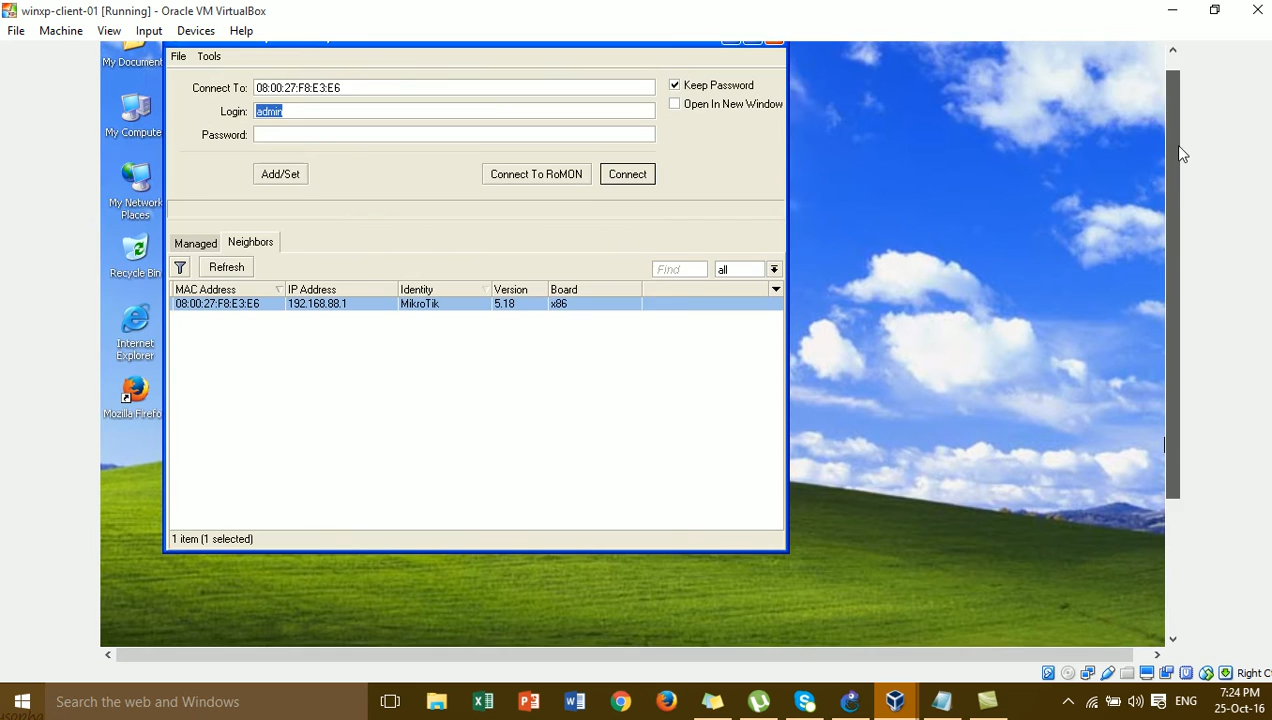 winxp-client-01 [Running] - Oracle VM VirtualBox
File Machine View Input Devices Help
My Document
My Compute
My Network
Places
Recycle Bin
Internet
Explorer
Mozilla Firefo
File Tools
Connect To: 08:00:27:F8:E3:E6
Keep Password
Login: admin
Open In New Window
Password:
Add/Set Connect To RoMON Connect
Managed Neighbors
Refresh Find all
MAC Address IP Address Identity Version Board
08:00:27:F8:E3:E6 192.168.88.1 MikroTik 5.18 x86
1 item (1 selected)
Right C
Search the web and Windows
ENG
7:24 PM
25-Oct-16